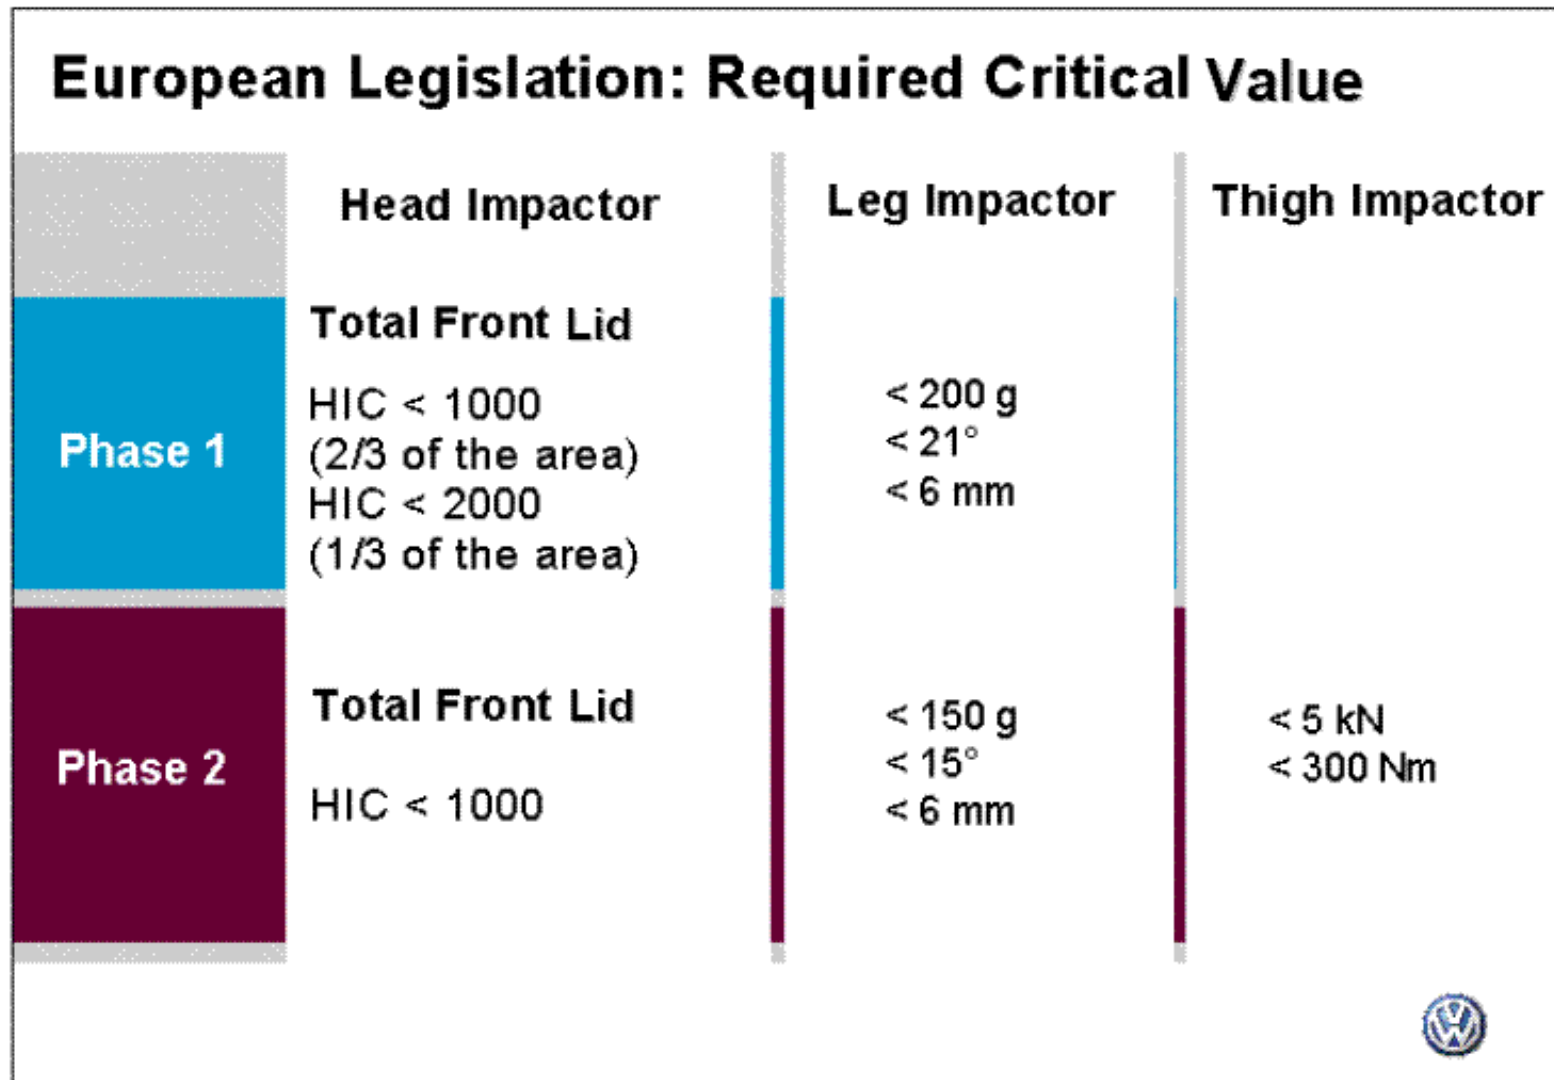 European Legislation: Required Critical Value
Head Impactor
Leg Impactor
Thigh Impactor
Phase 1
Total Front Lid
HIC < 1000
(2/3 of the area)
HIC < 2000
(1/3 of the area)
< 200 g
< 21°
< 6 mm
Phase 2
Total Front Lid
HIC < 1000
< 150 g
< 15°
< 6 mm
< 5 kN
< 300 Nm
VW